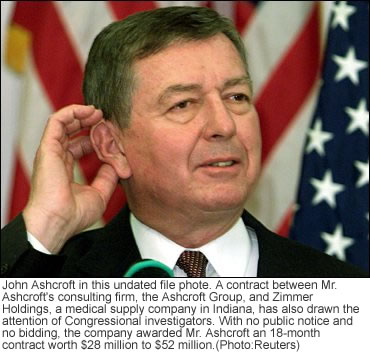 John Ashcroft in this undated file photo. A contract between Mr.
Ashcroft's consulting firm, the Ashcroft Group, and Zimmer
Holdings, a medical supply company in Indiana, has also drawn the
attention of Congressional investigators. With no public notice and
no bidding, the company awarded Mr. Ashcroft an 18-month
contract worth $28 million to $52 million.(Photo:Reuters)